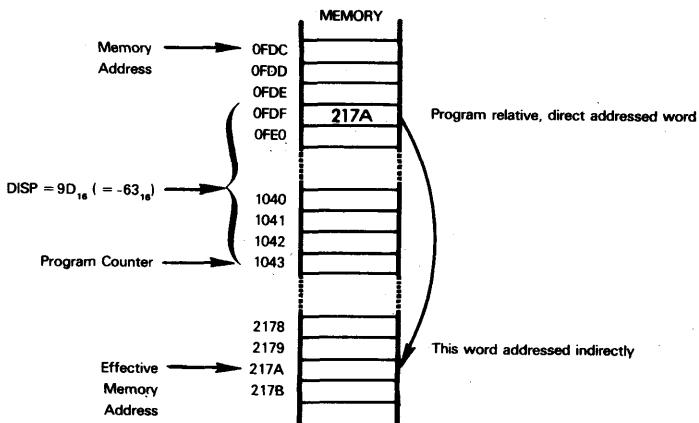 MEMORY
Memory Address
0FDC
0FDD
0FDE
0FDF 217A Program relative, direct addressed word
0FE0
DISP = 9D₁₆ ( = -63₁₆)
1040
1041
1042
Program Counter 1043
2178
2179 This word addressed indirectly
Effective Memory Address
217A
217B